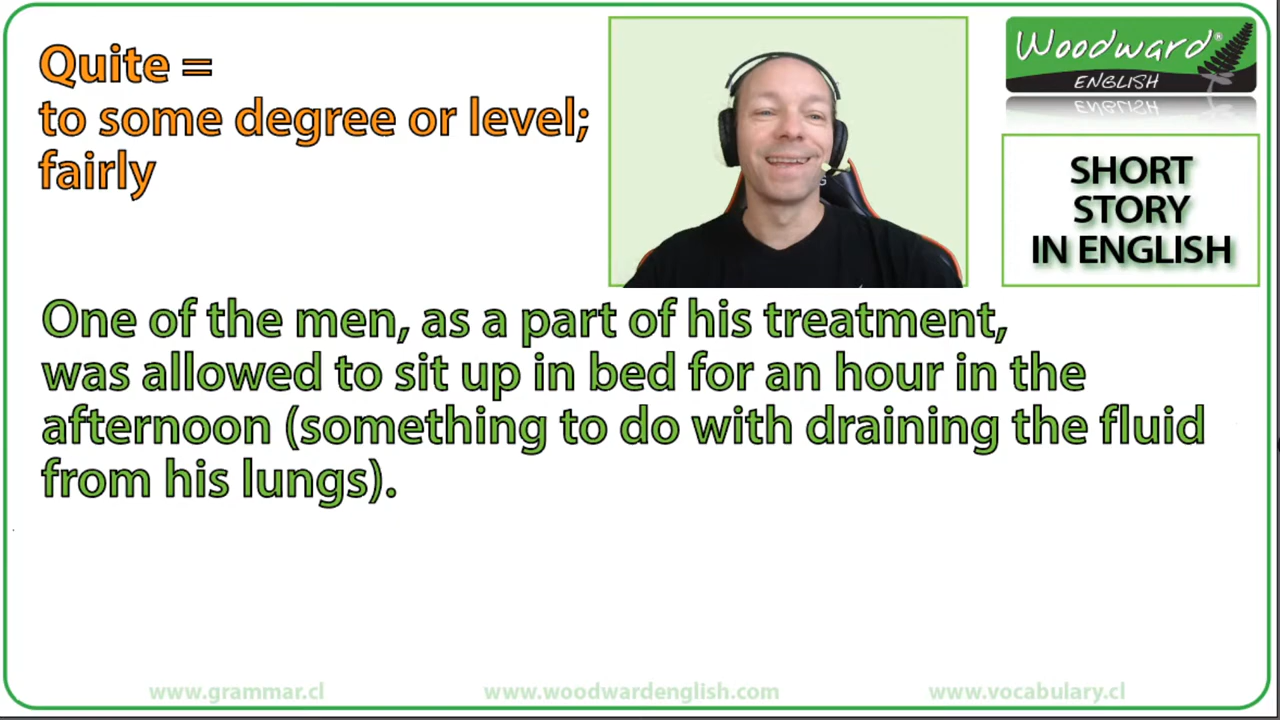 Quite =
to some degree or level;
fairly
Woodward®
ENGLISH
SHORT
STORY
IN ENGLISH
One of the men, as a part of his treatment,
was allowed to sit up in bed for an hour in the
afternoon (something to do with draining the fluid
from his lungs).
www.grammar.cl
www.woodwardenglish.com
www.vocabulary.cl